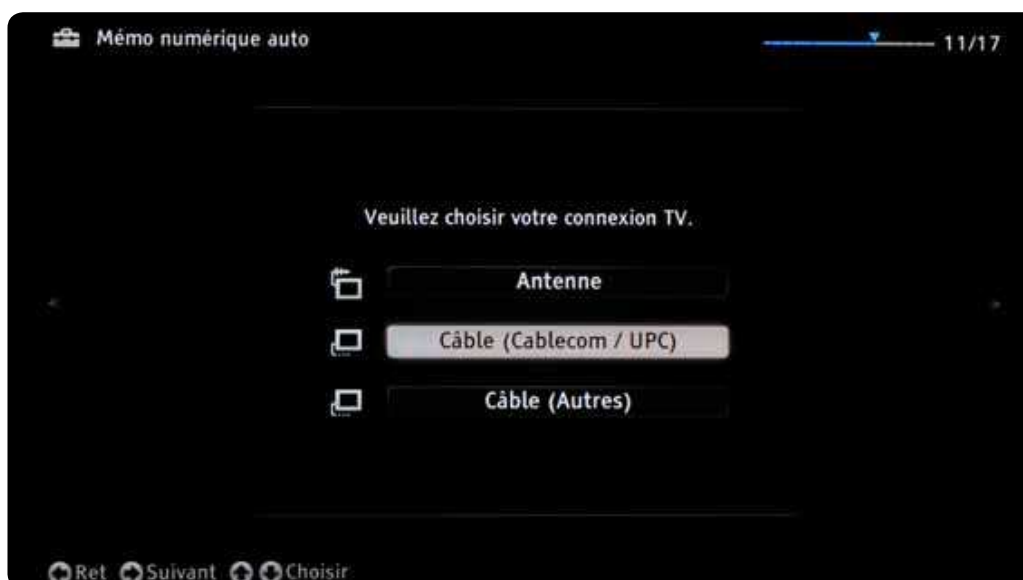 Mémo numérique auto
11/17
Veuillez choisir votre connexion TV.
Antenne
Câble (Cablecom / UPC)
Câble (Autres)
Ret Suivant Choisir